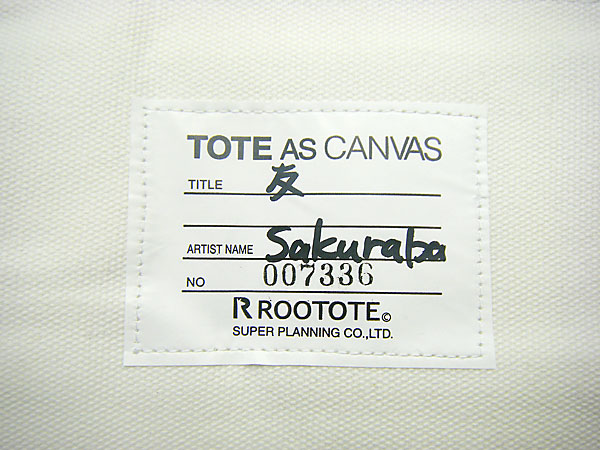 TOTE AS CANVAS
TITLE 友
ARTIST NAME Sakuraba
NO 007336
R ROOTOTE©
SUPER PLANNING CO.,LTD.